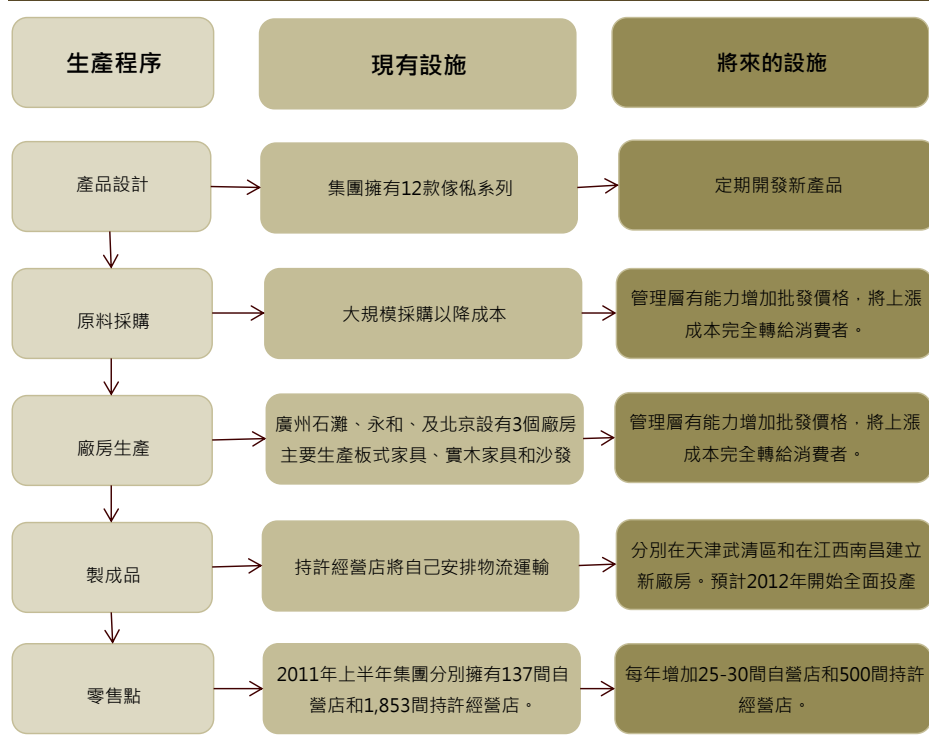 生產程序
現有設施
將來的設施
產品設計
集團擁有12款傢俬系列
定期開發新產品
原料採購
大規模採購以降成本
管理層有能力增加批發價格，將上漲
成本完全轉給消費者。
廠房生產
廣州石灘、永和、及北京設有3個廠房
主要生產板式家具、實木家具和沙發
管理層有能力增加批發價格，將上漲
成本完全轉給消費者。
製成品
持許經營店將自己安排物流運輸
分別在天津武清區和在江西南昌建立
新廠房。預計2012年開始全面投產
零售點
2011年上半年集團分別擁有137間自
營店和1,853間持許經營店。
每年增加25-30間自營店和500間持許
經營店。